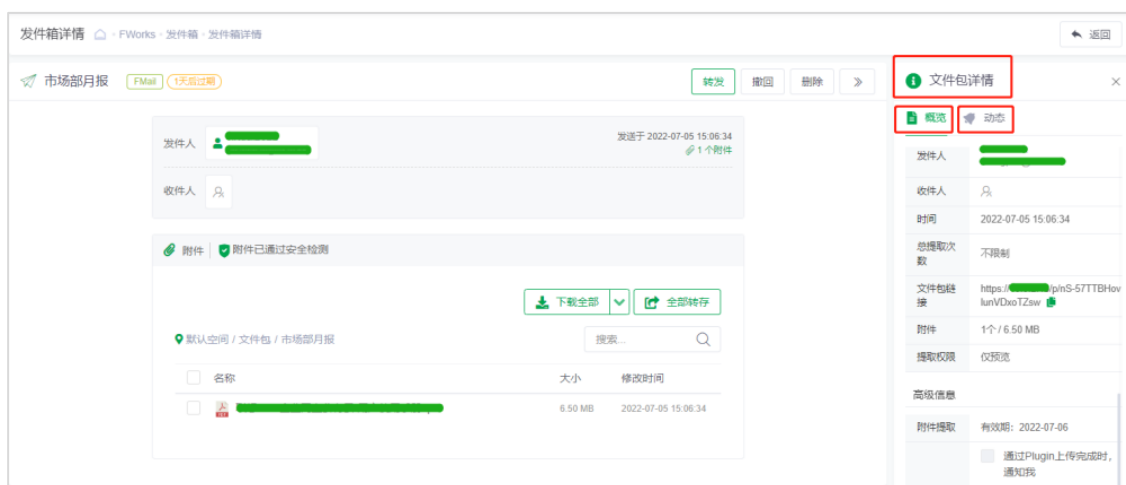 发件箱详情 · FWorks · 发件箱 · 发件箱详情
返回
市场部月报 FMail 1天后过期
转发 撤回 删除
发件人
发送于 2022-07-05 15:06:34
1 个附件
收件人
附件 附件已通过安全检测
下载全部 全部转存
默认空间 / 文件包 / 市场部月报
搜索...
名称 大小 修改时间
6.50 MB 2022-07-05 15:06:34
文件包详情
概览 动态
发件人
收件人
时间 2022-07-05 15:06:34
总提取次数 不限制
文件包链接 https:// /p/nS-57TTBHovlunVDxoTZsw
附件 1个 / 6.50 MB
提取权限 仅预览
高级信息
附件提取 有效期：2022-07-06
通过Plugin上传完成时，
通知我